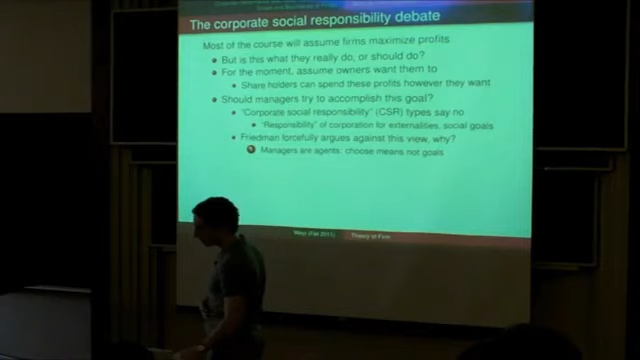 The corporate social responsibility debate
Most of the course will assume firms maximize profits
But is this what they really do, or should do?
For the moment, assume owners want them to
Share holders can spend these profits however they want
Should managers try to accomplish this goal?
"Corporate social responsibility" (CSR) types say no
"Responsibility" of corporation for externalities, social goals
Friedman forcefully argues against this view, why?
Managers are agents: choose means not goals
(Fall 2011) Theory of Firm